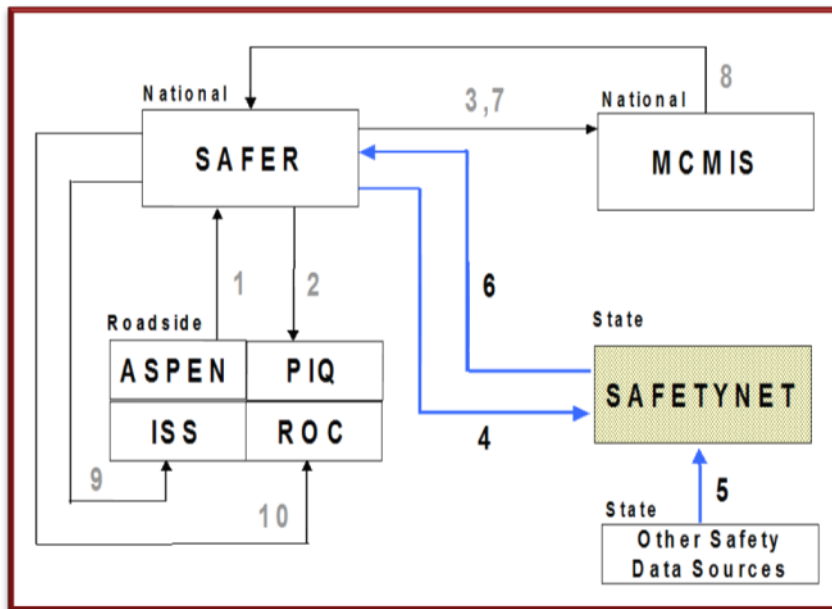 8
National
3,7
National
SAFER
MCMIS
1
2
6
Roadside
State
ASPEN
PIQ
SAFETYNET
ISS
ROC
4
9
5
10
State
Other Safety
Data Sources